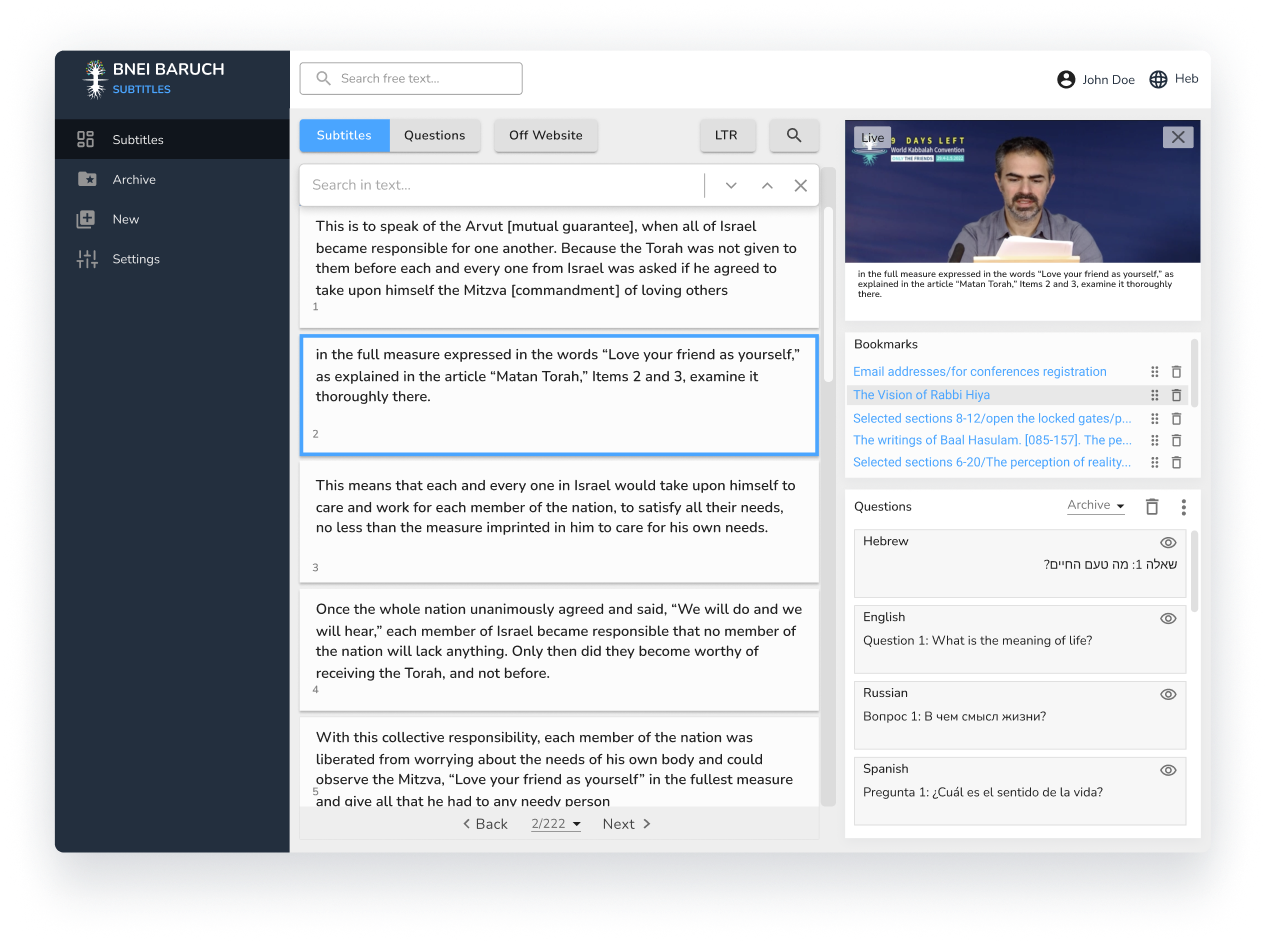 BNEI BARUCH
SUBTITLES
Subtitles
Archive
New
Settings
Search free text...
John Doe
Heb
Subtitles
Questions
Off Website
LTR
Search in text...
This is to speak of the Arvut [mutual guarantee], when all of Israel
became responsible for one another. Because the Torah was not given to
them before each and every one from Israel was asked if he agreed to
take upon himself the Mitzva [commandment] of loving others
1
in the full measure expressed in the words “Love your friend as yourself,”
as explained in the article “Matan Torah,” Items 2 and 3, examine it
thoroughly there.
2
This means that each and every one in Israel would take upon himself to
care and work for each member of the nation, to satisfy all their needs,
no less than the measure imprinted in him to care for his own needs.
3
Once the whole nation unanimously agreed and said, “We will do and we
will hear,” each member of Israel became responsible that no member of
the nation will lack anything. Only then did they become worthy of
receiving the Torah, and not before.
4
With this collective responsibility, each member of the nation was
liberated from worrying about the needs of his own body and could
observe the Mitzva, “Love your friend as yourself” in the fullest measure
5
and give all that he had to any needy person
Back
2/222
Next
Live
9 DAYS LEFT
World Kabbalah Convention
ONLY THE FRIENDS
in the full measure expressed in the words “Love your friend as yourself,” as
explained in the article “Matan Torah,” Items 2 and 3, examine it thoroughly
there.
Bookmarks
Email addresses/for conferences registration
The Vision of Rabbi Hiya
Selected sections 8-12/open the locked gates/p...
The writings of Baal Hasulam. [085-157]. The pe...
Selected sections 6-20/The perception of reality...
Questions
Archive
Hebrew
שאלה 1: מה טעם החיים?
English
Question 1: What is the meaning of life?
Russian
Вопрос 1: В чем смысл жизни?
Spanish
Pregunta 1: ¿Cuál es el sentido de la vida?